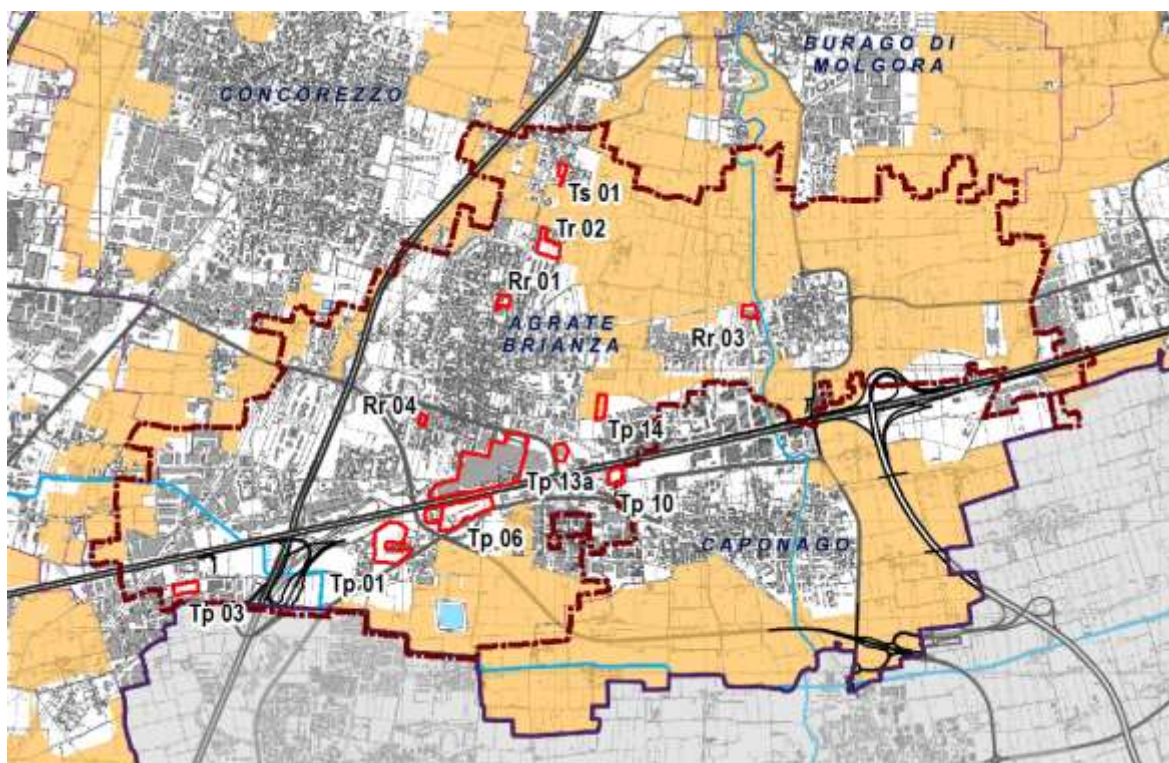 BURAGO DI
MOLGORA
CONCOREZZO
Ts 01
Tr 02
Rr 01
AGRATE
BRIANZA
Rr 03
Rr 04
Tp 14
Tp 13a
Tp 10
Tp 06
CAPONAGO
Tp 01
Tp 03